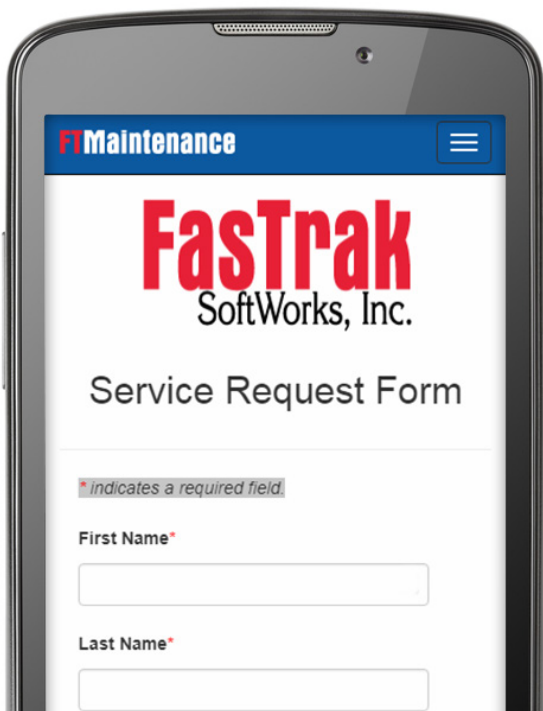 FTMaintenance
FasTrak
SoftWorks, Inc.
Service Request Form
* indicates a required field.
First Name*
Last Name*